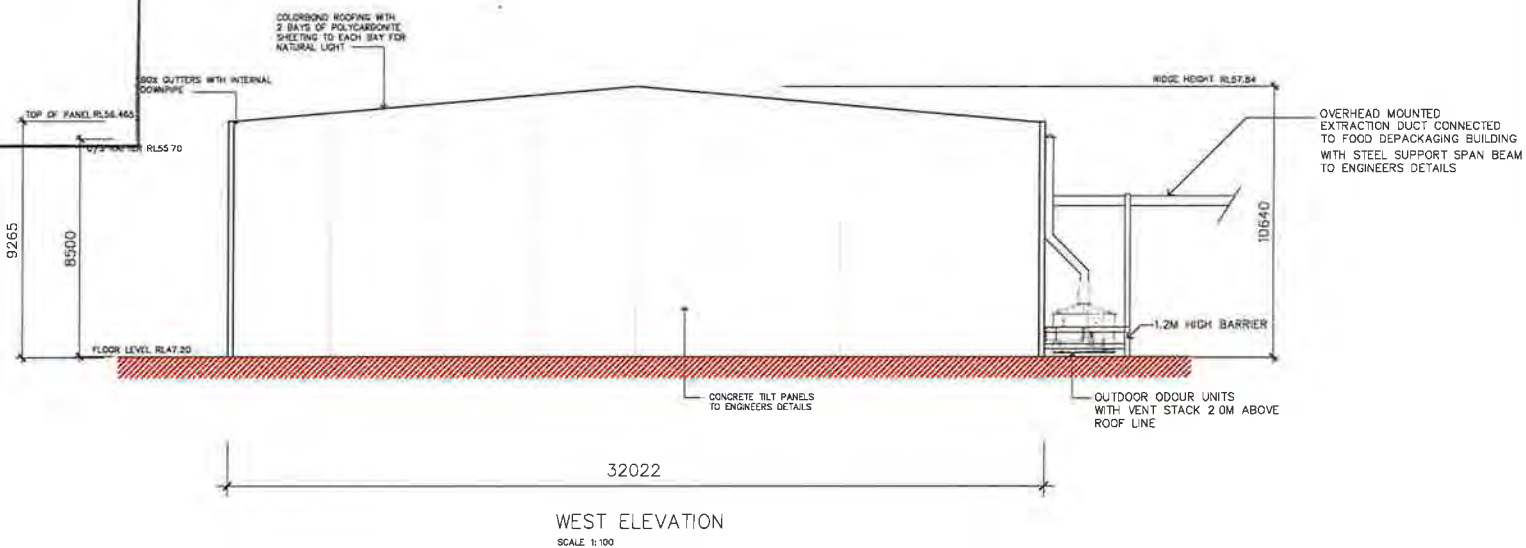 COLORBOND ROOFING WITH
2 BAYS OF POLYCARBONITE
SHEETING TO EACH BAY FOR
NATURAL LIGHT
BOX GUTTERS WITH INTERNAL
DOWNPIPE
RIDGE HEIGHT RL57.84
TOP OF PANEL RL56.465
RL55 70
OVERHEAD MOUNTED
EXTRACTION DUCT CONNECTED
TO FOOD DEPACKAGING BUILDING
WITH STEEL SUPPORT SPAN BEAM
TO ENGINEERS DETAILS
9265
8500
10640
1.2M HIGH BARRIER
FLOOR LEVEL RL47.20
CONCRETE TILT PANELS
TO ENGINEERS DETAILS
OUTDOOR ODOUR UNITS
WITH VENT STACK 2 0M ABOVE
ROOF LINE
32022
WEST ELEVATION
SCALE 1:100